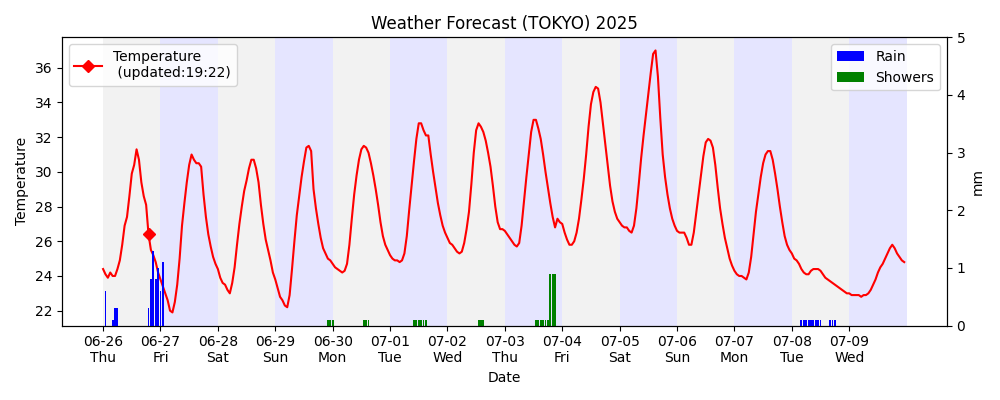 Weather Forecast (TOKYO) 2025
Temperature
(updated:19:22)
Rain
Showers
36
34
32
30
28
26
24
22
Temperature
5
4
3
2
1
0
mm
06-26 06-27 06-28 06-29 06-30 07-01 07-02 07-03 07-04 07-05 07-06 07-07 07-08 07-09
Thu Fri Sat Sun Mon Tue Wed Thu Fri Sat Sun Mon Tue Wed
Date